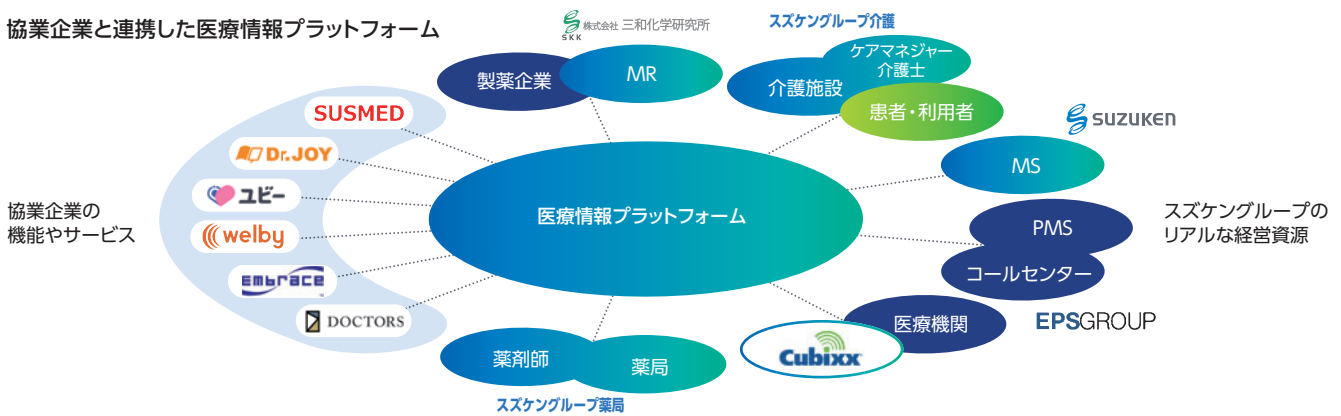 協業企業と連携した医療情報プラットフォーム
SKK
株式会社 三和化学研究所
スズケングループ介護
製薬企業
MR
ケアマネジャー
介護士
介護施設
患者・利用者
SUSMED
Dr.JOY
ユビー
welby
Embrace
DOCTORS
協業企業の
機能やサービス
医療情報プラットフォーム
SUZUKEN
MS
PMS
コールセンター
スズケングループの
リアルな経営資源
医療機関
EPSGROUP
Cubixx
薬剤師
薬局
スズケングループ薬局